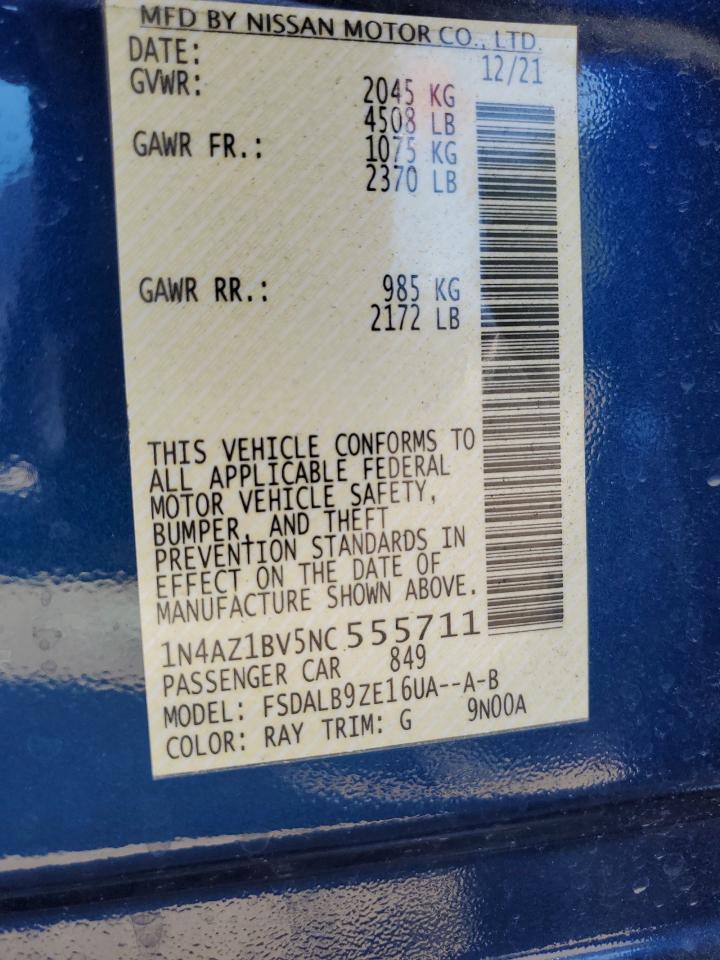 MFD BY NISSAN MOTOR CO., LTD.
DATE: 12/21
GVWR: 2045 KG
4508 LB
GAWR FR.: 1075 KG
2370 LB
GAWR RR.: 985 KG
2172 LB
THIS VEHICLE CONFORMS TO
ALL APPLICABLE FEDERAL
MOTOR VEHICLE SAFETY,
BUMPER, AND THEFT
PREVENTION STANDARDS IN
EFFECT ON THE DATE OF
MANUFACTURE SHOWN ABOVE.
1N4AZ1BV5NC 555711
PASSENGER CAR 849
MODEL: FSDALB9ZE16UA--A-B
COLOR: RAY TRIM: G 9N00A